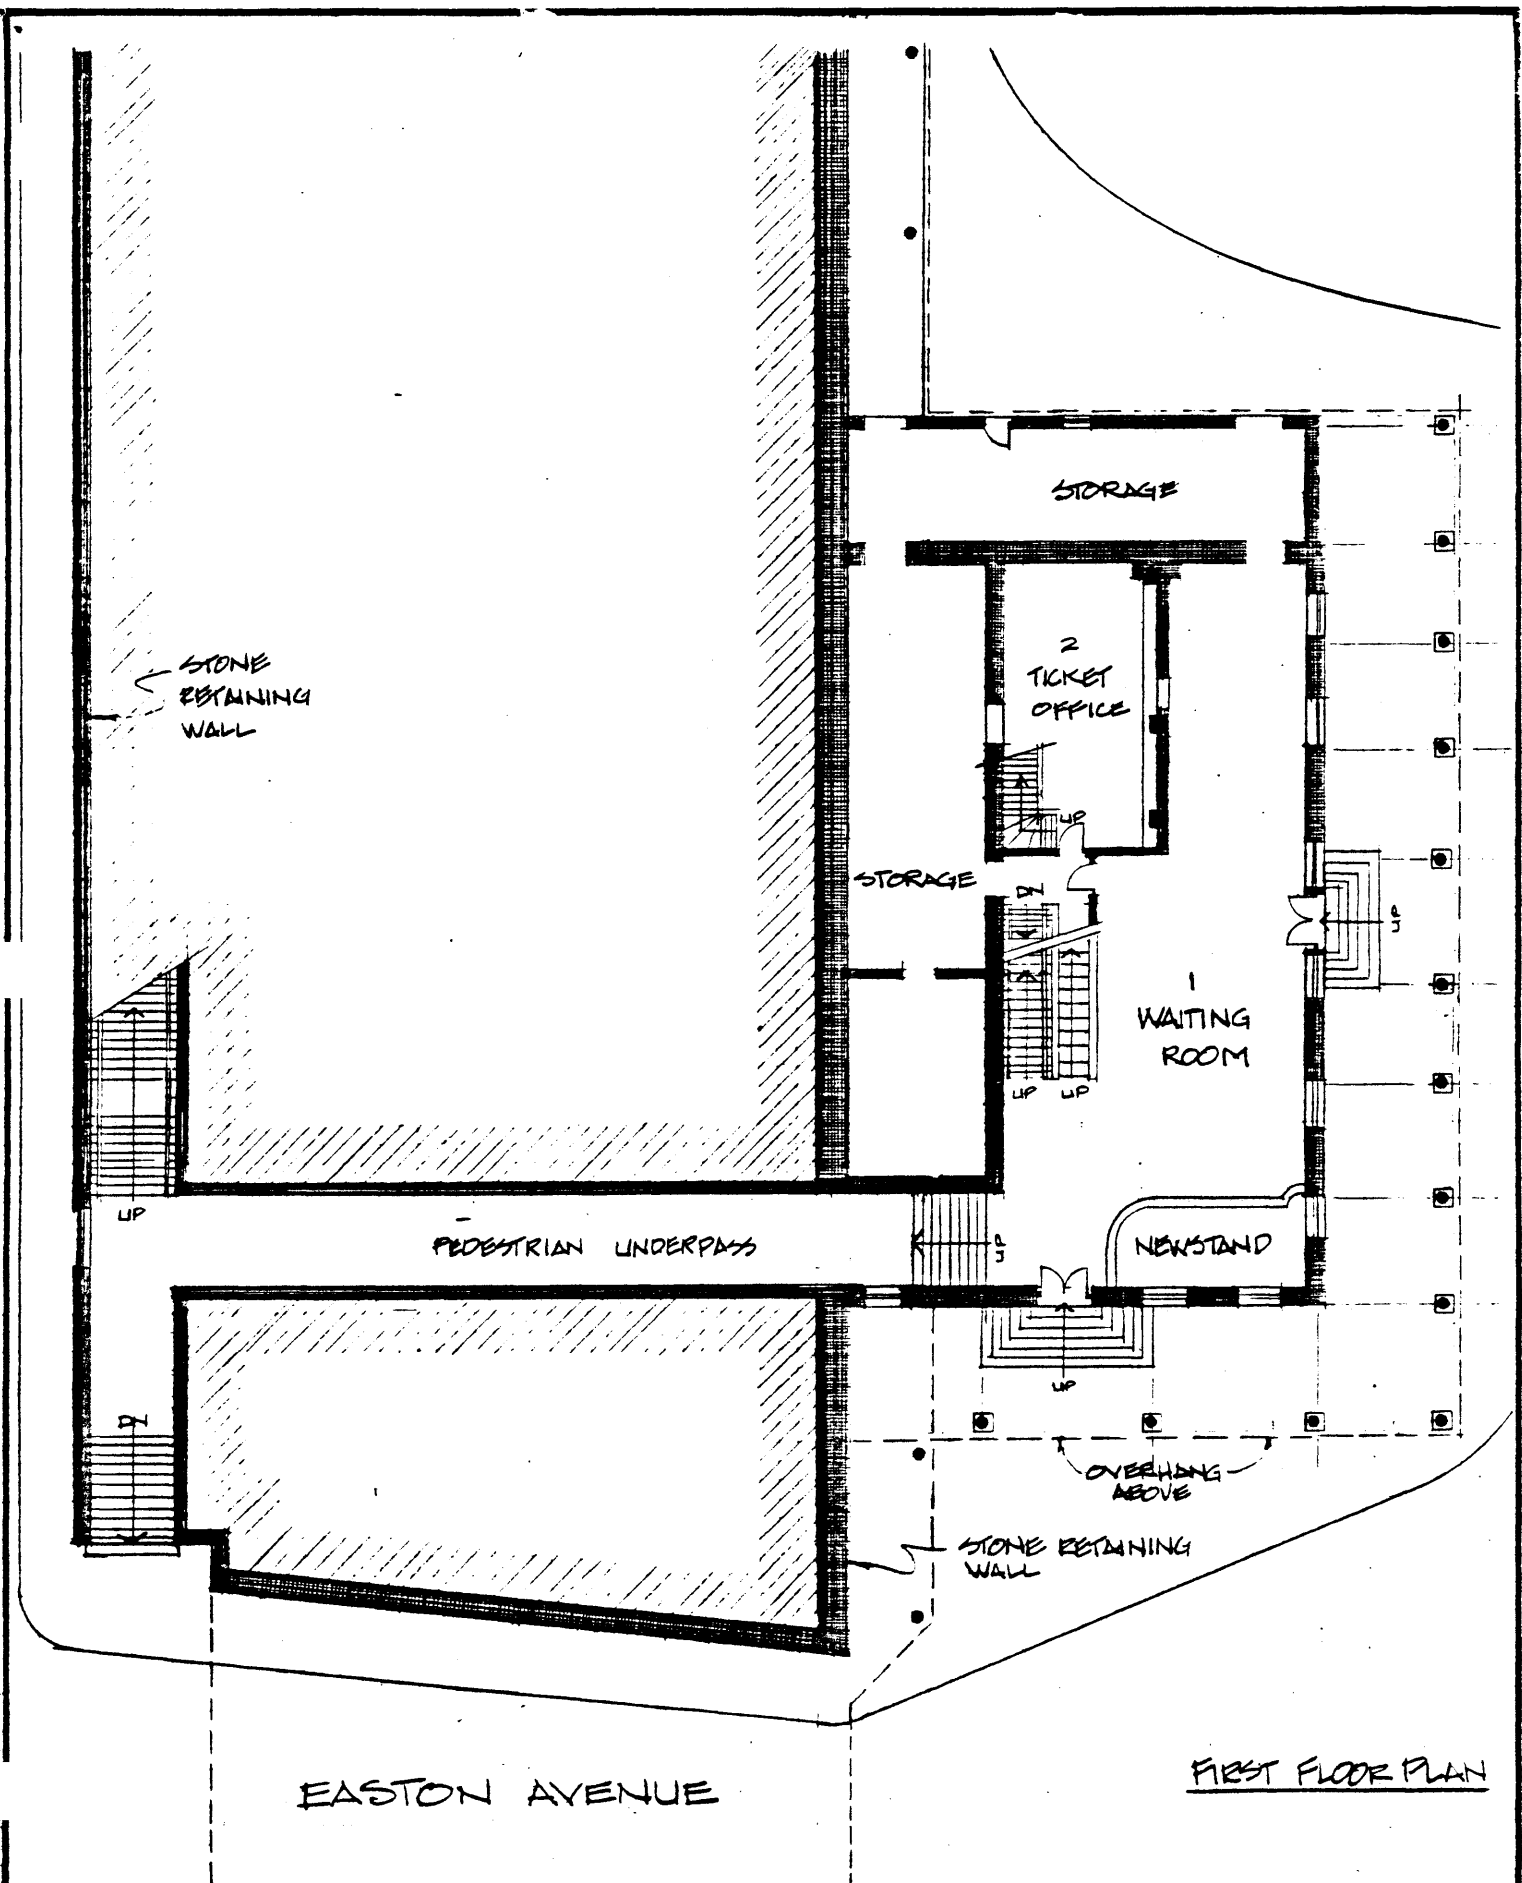 STORAGE
2
TICKET
OFFICE
STONE
RETAINING
WALL
UP
STORAGE
DN
UP
1
WAITING
ROOM
UP
UP
UP
PEDESTRIAN UNDERPASS
UP
NEWSTAND
UP
DN
OVERHANG
ABOVE
STONE RETAINING
WALL
EASTON AVENUE
FIRST FLOOR PLAN